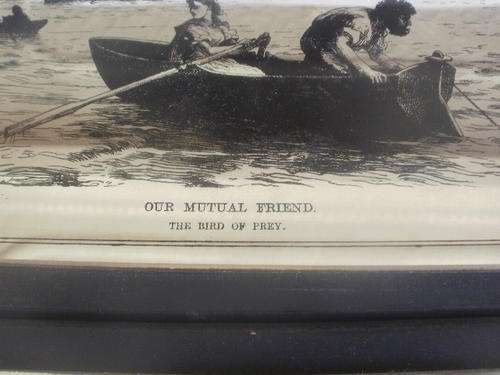 OUR MUTUAL FRIEND.
THE BIRD OF PREY.